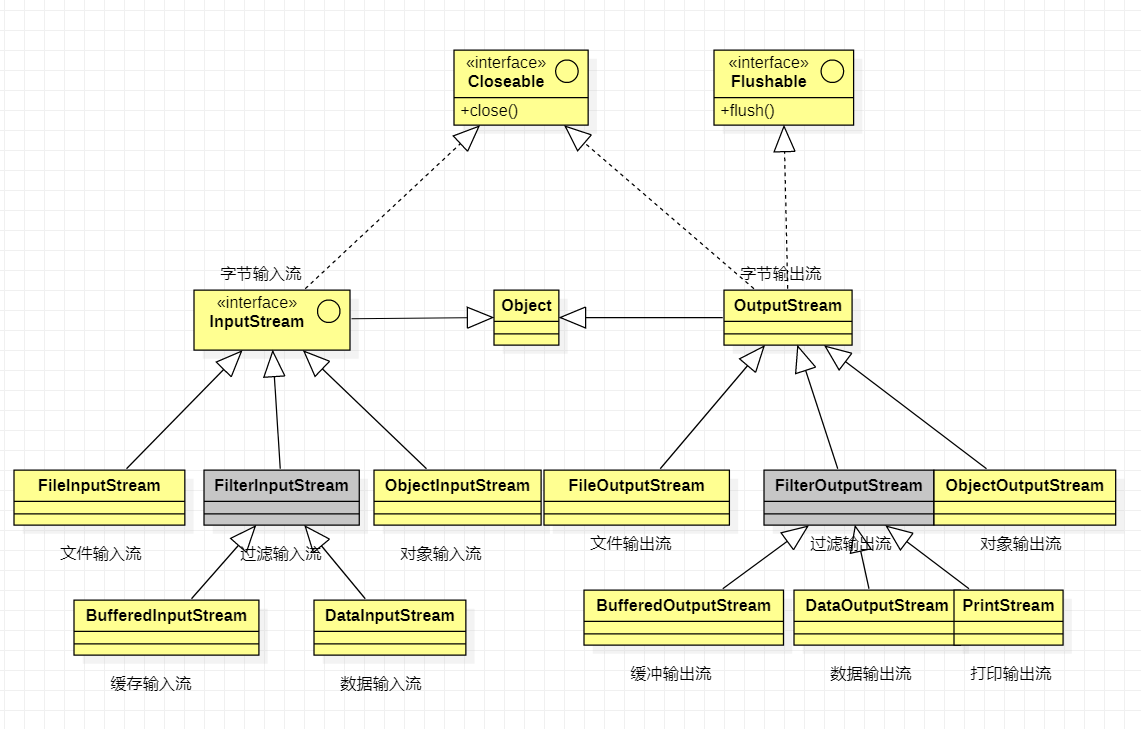 «interface»
Closeable
+close()
«interface»
Flushable
+flush()
字节输入流
字节输出流
«interface»
InputStream
Object
OutputStream
FileInputStream
FilterInputStream
ObjectInputStream
FileOutputStream
FilterOutputStream
ObjectOutputStream
文件输入流
过滤输入流
对象输入流
文件输出流
过滤输出流
对象输出流
BufferedInputStream
DataInputStream
BufferedOutputStream
DataOutputStream
PrintStream
缓存输入流
数据输入流
缓冲输出流
数据输出流
打印输出流